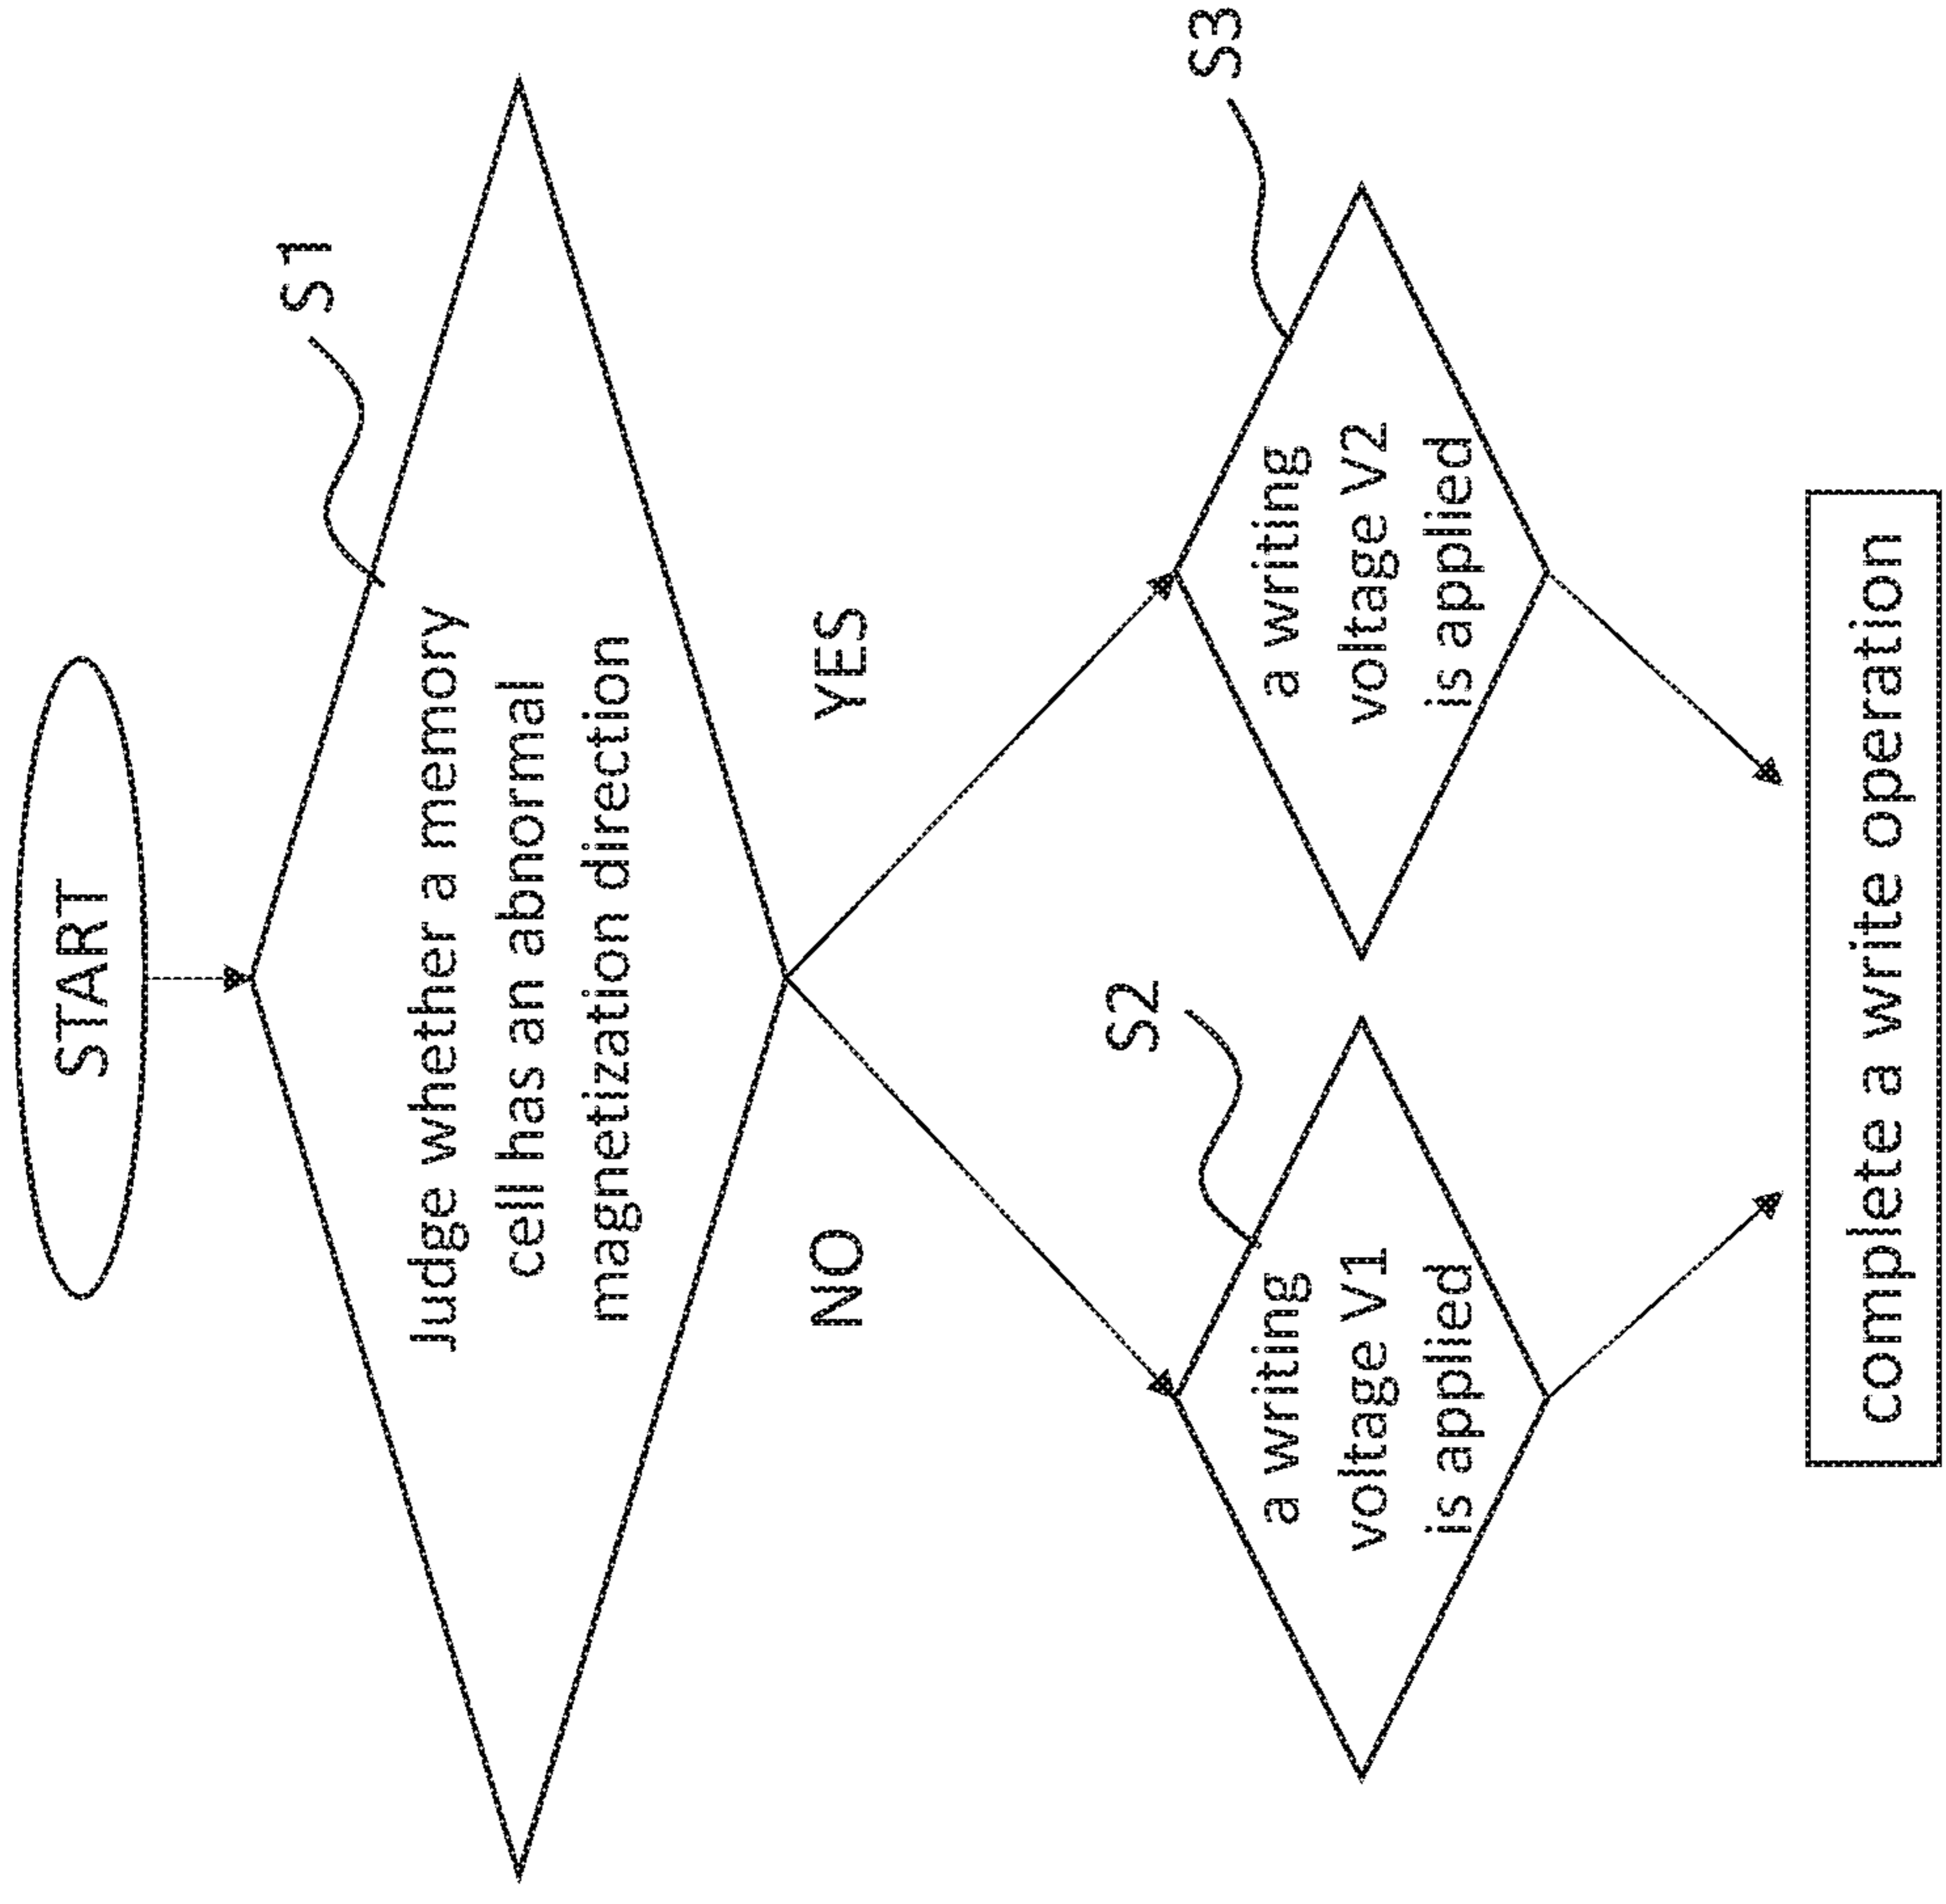 START
S1
Judge whether a memory
cell has an abnormal
magnetization direction
NO
YES
S2
a writing
voltage V1
is applied
S3
a writing
voltage V2
is applied
complete a write operation